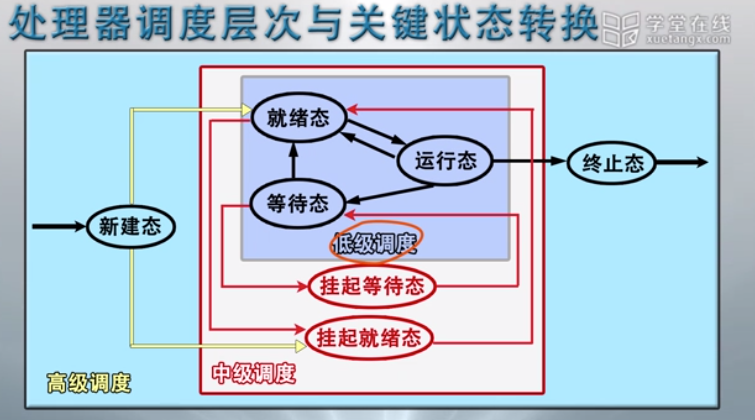 处理器调度层次与关键状态转换
学堂在线
xuetangx.com
就绪态
运行态
终止态
等待态
新建态
低级调度
挂起等待态
挂起就绪态
中级调度
高级调度